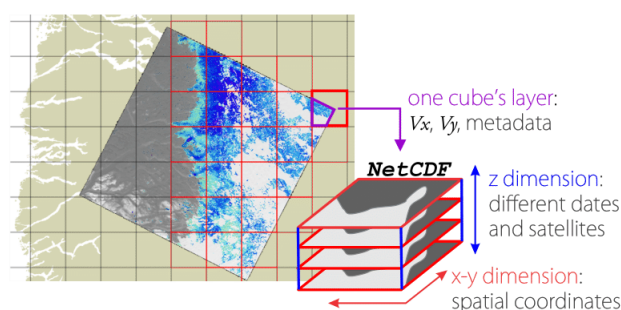 one cube's layer:
Vx, Vy, metadata
NetCDF
z dimension:
different dates
and satellites
x-y dimension:
spatial coordinates